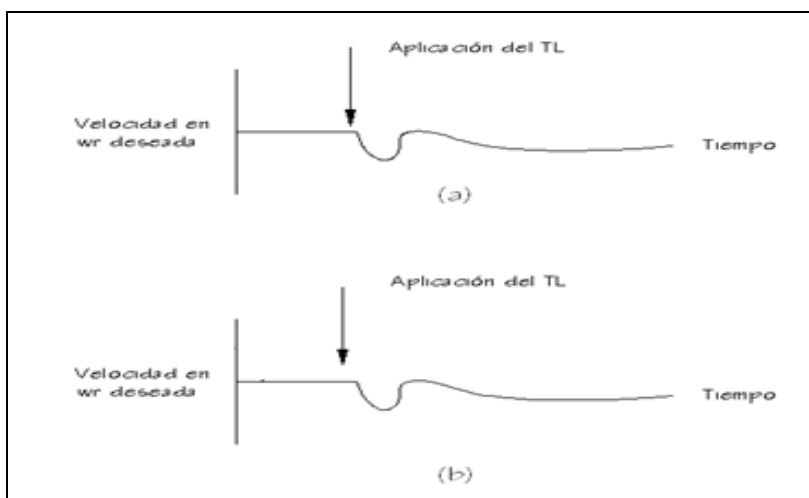 Aplicación del TL
Velocidad en
wr deseada
Tiempo
(a)
Aplicación del TL
Velocidad en
wr deseada
Tiempo
(b)